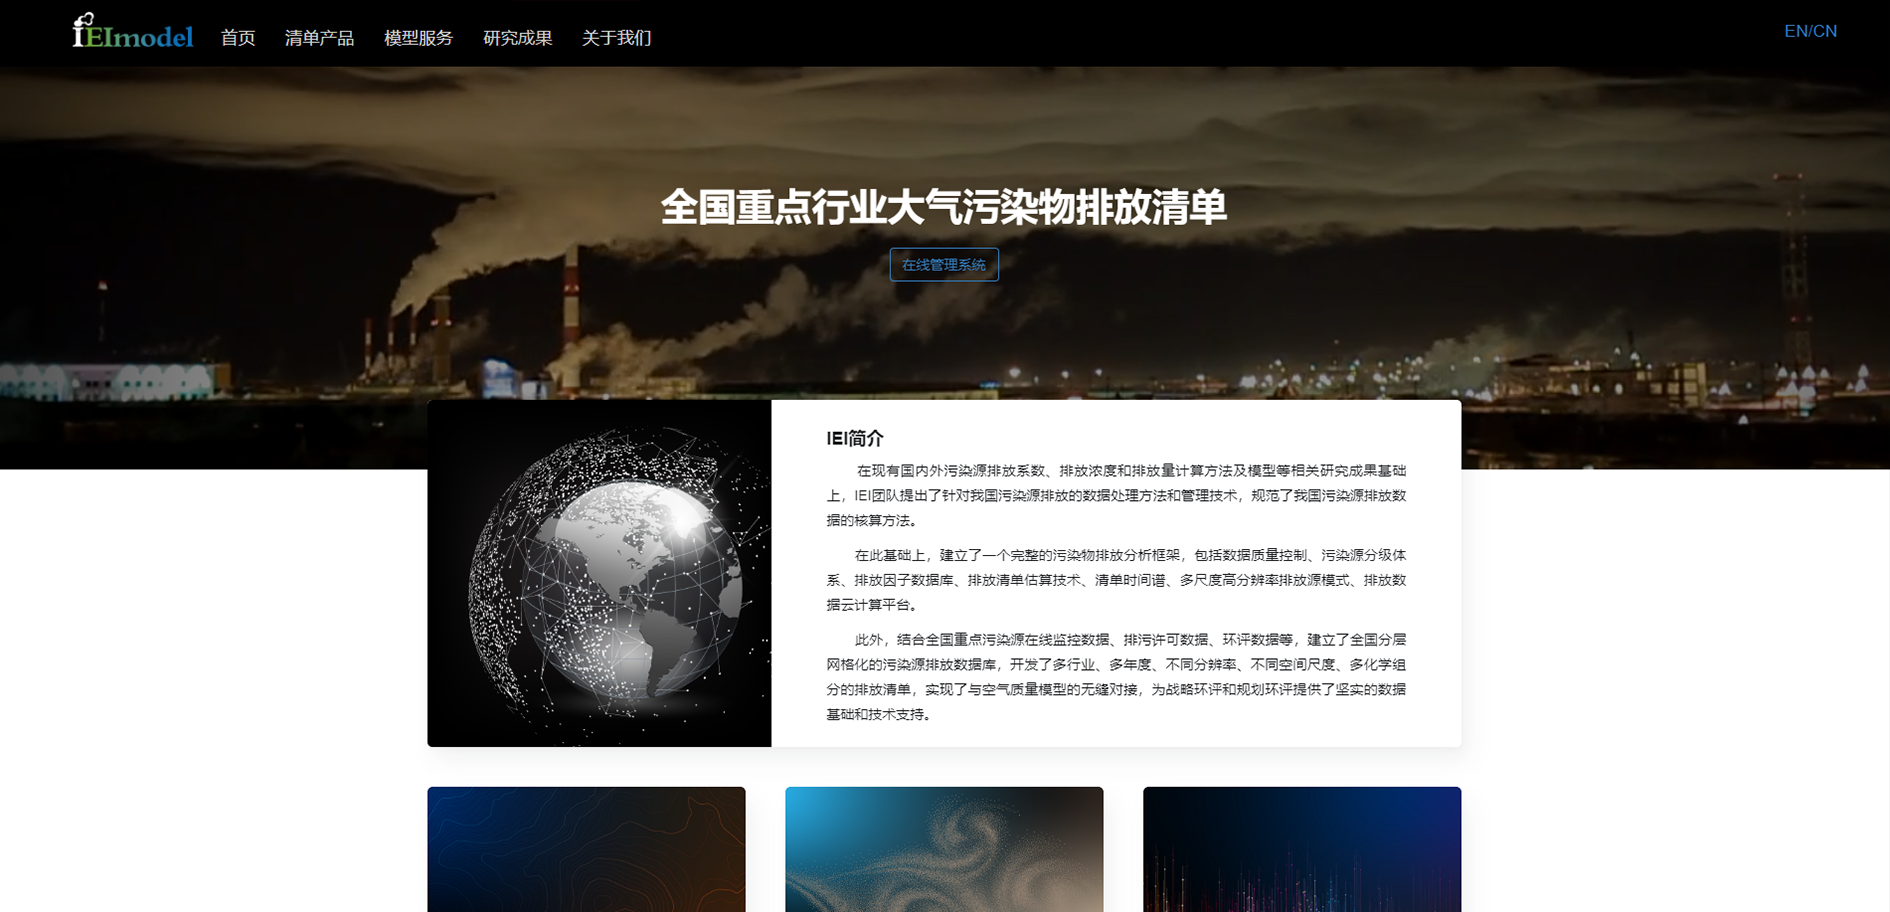 iEImodel 首页 清单产品 模型服务 研究成果 关于我们 EN/CN
全国重点行业大气污染物排放清单
在线管理系统
IEI简介
在现有国内外污染源排放系数、排放浓度和排放量计算方法及模型等相关研究成果基础
上，IEI团队提出了针对我国污染源排放的数据处理方法和管理技术，规范了我国污染源排放数
据的核算方法。
在此基础上，建立了一个完整的污染物排放分析框架，包括数据质量控制、污染源分级体
系、排放因子数据库、排放清单估算技术、清单时间谱、多尺度高分辨率排放源模式、排放数
据云计算平台。
此外，结合全国重点污染源在线监控数据、排污许可数据、环评数据等，建立了全国分层
网格化的污染源排放数据库，开发了多行业、多年度、不同分辨率、不同空间尺度、多化学组
分的排放清单，实现了与空气质量模型的无缝对接，为战略环评和规划环评提供了坚实的数据
基础和技术支持。